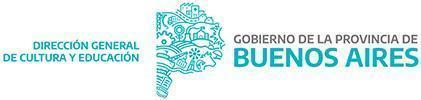 DIRECCIÓN GENERAL
DE CULTURA Y EDUCACIÓN
GOBIERNO DE LA PROVINCIA DE
BUENOS AIRES